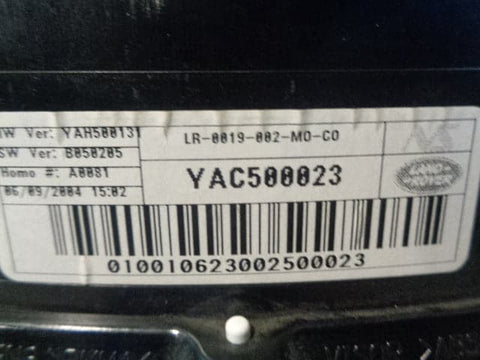 HW Ver: YAH500131
SW Ver: B050205
Homo #: A0081
06/09/2004 15:02
LR-0019-002-MO-CO
YAC500023
010010623002500023